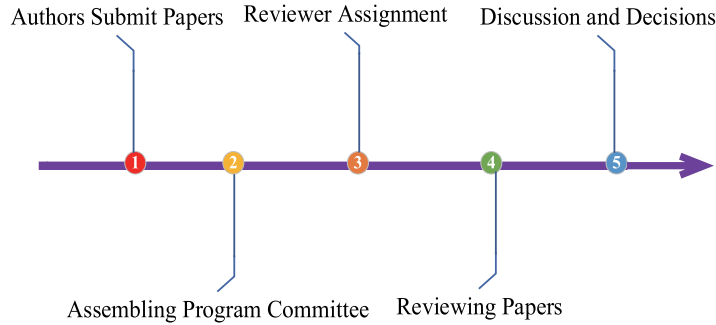 Authors Submit Papers
Reviewer Assignment
Discussion and Decisions
1
2
3
4
5
Assembling Program Committee
Reviewing Papers